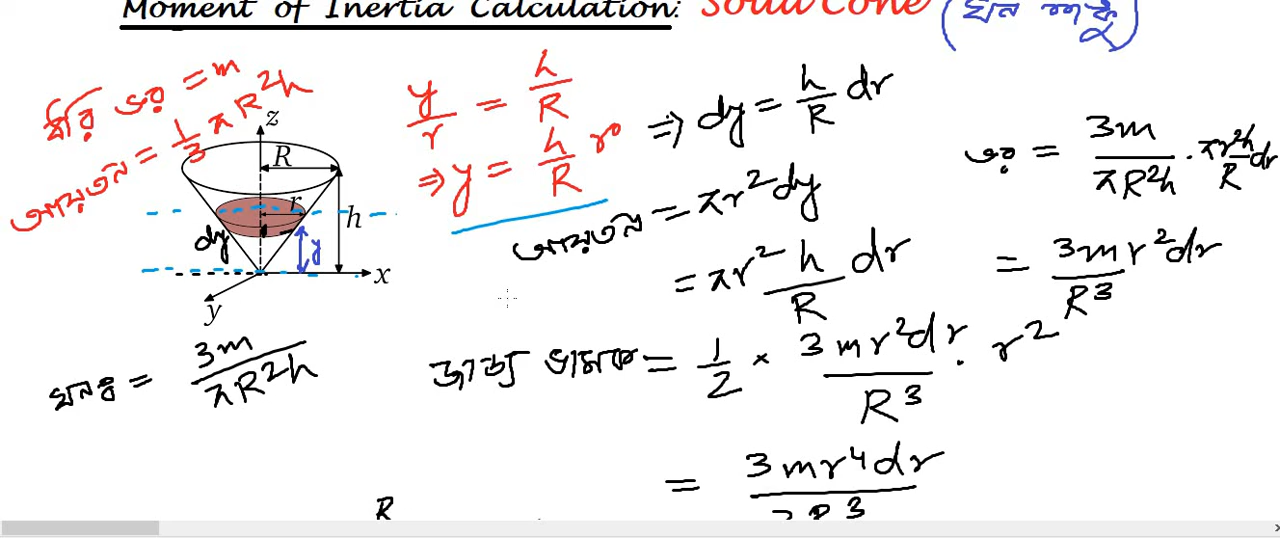 Moment of Inertia Calculation: Solid Cone (ঘন শঙ্কু)
ধরি ভর = m
আয়তন = 1/3 πR²h
y/r = h/R
⇒ y = h/R r
⇒ dy = h/R dr
আয়তন = πr²dy
= πr² h/R dr
ভর = 3m/πR²h · πr²h/R dr
= 3mr²dr/R³
z
R
r
h
dy
y
x
y
ঘনত্ব = 3m/πR²h
জড়তা ভ্রামক = 1/2 × 3mr²dr/R³ · r²
= 3mr⁴dr/2R³
R